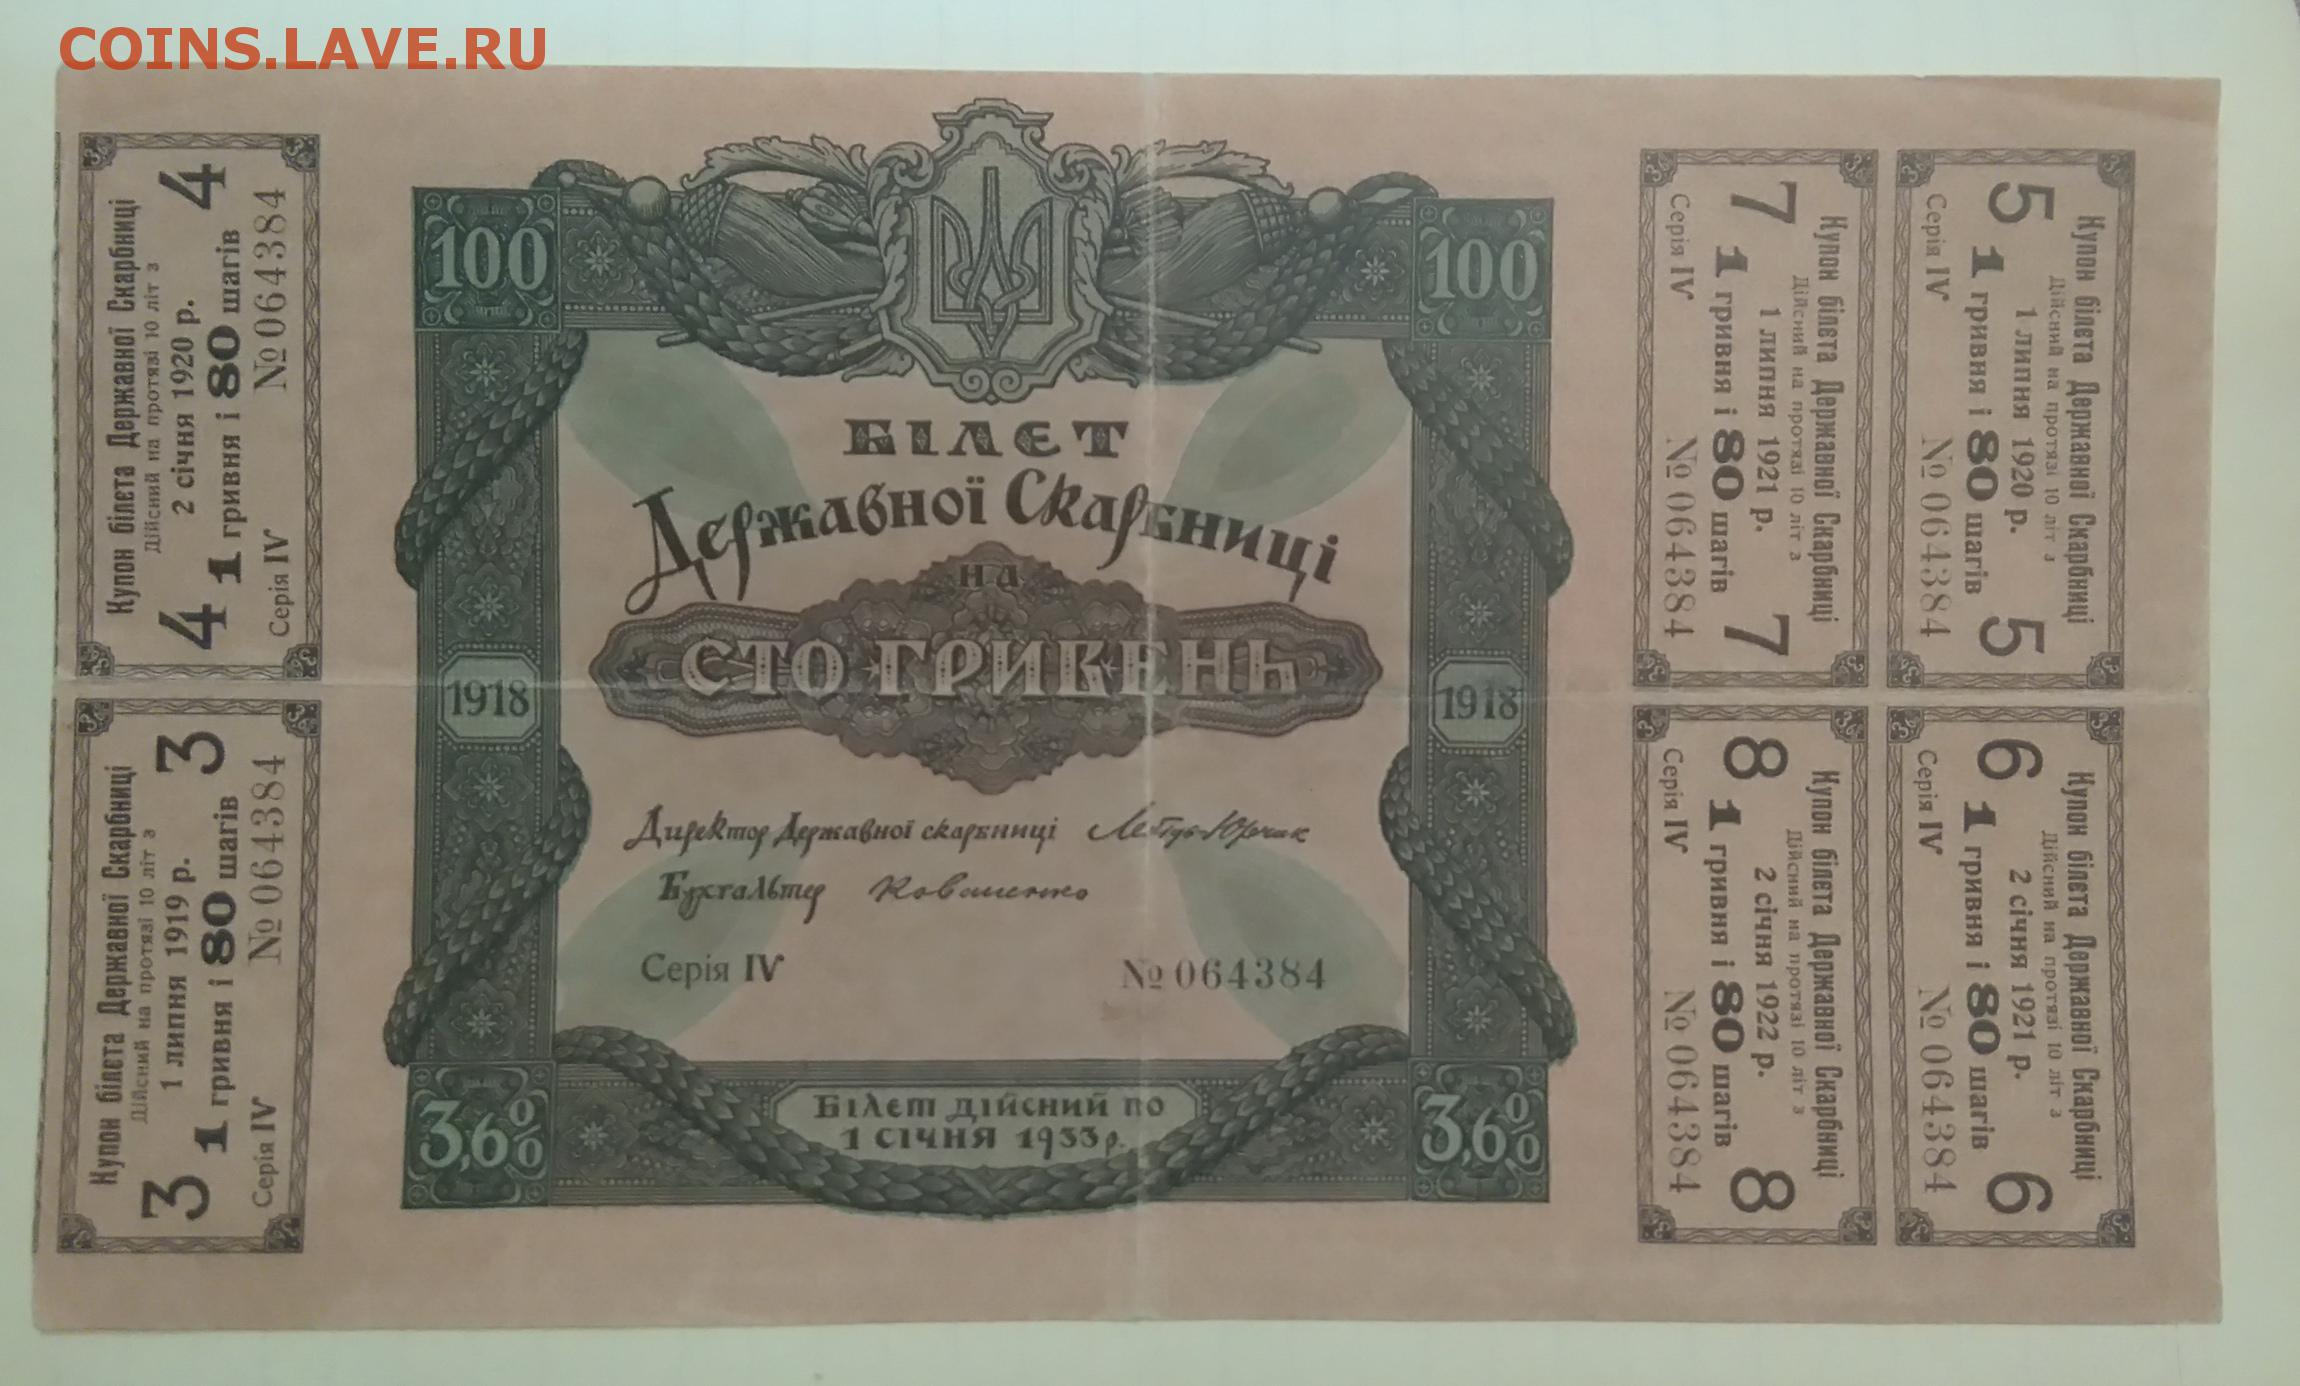 COINS.LAVE.RU
Купон білета Державної Скарбниці
Дійсний на протязі 10 літ з
2 січня 1920 р.
4 1 гривня і 80 шагів 4
Серія IV № 064384
Купон білета Державної Скарбниці
Дійсний на протязі 10 літ з
1 липня 1919 р.
3 1 гривня і 80 шагів 3
Серія IV № 064384
100 100
БІЛЄТ
Державної Скарбниці
на
СТО ГРИВЕНЬ
1918 1918
Директор Державної скарбниці Лебідь-Юрчик
Бухгальтер
Серія IV № 064384
3,6% 3,6%
Білєт дійсний по
1 січня 1933 р.
Купон білета Державної Скарбниці
Дійсний на протязі 10 літ з
1 липня 1921 р.
7 1 гривня і 80 шагів 7
Серія IV № 064384
Купон білета Державної Скарбниці
Дійсний на протязі 10 літ з
1 липня 1920 р.
5 1 гривня і 80 шагів 5
Серія IV № 064384
Купон білета Державної Скарбниці
Дійсний на протязі 10 літ з
2 січня 1922 р.
8 1 гривня і 80 шагів 8
Серія IV № 064384
Купон білета Державної Скарбниці
Дійсний на протязі 10 літ з
2 січня 1921 р.
6 1 гривня і 80 шагів 6
Серія IV № 064384